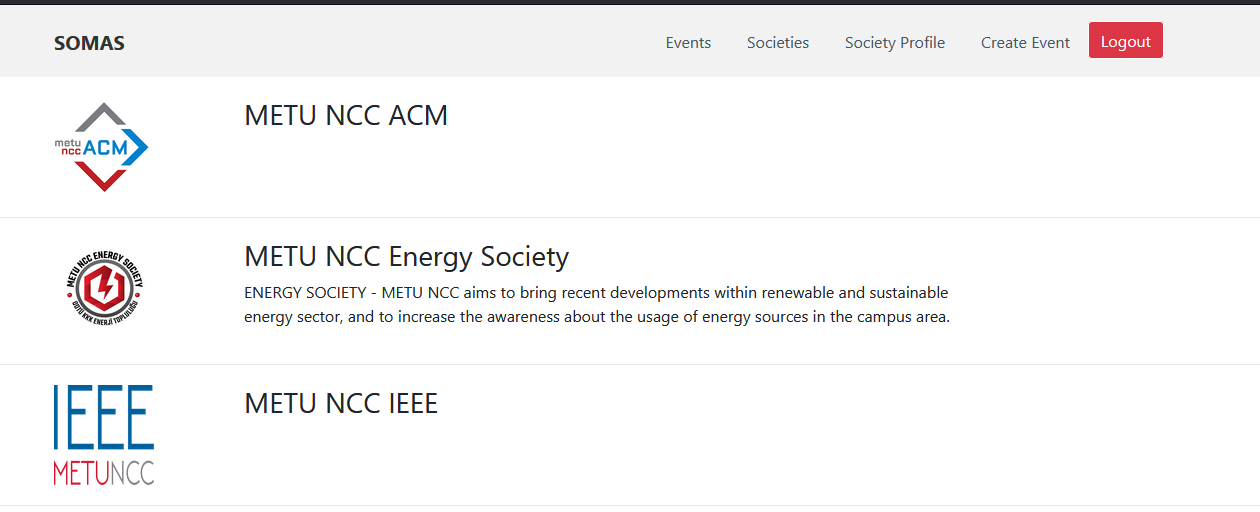 SOMAS
Events
Societies
Society Profile
Create Event
Logout
metu
ncc ACM
METU NCC ACM
METU NCC ENERGY SOCIETY
ODTÜ KKK ENERJİ TOPLULUĞU
METU NCC Energy Society
ENERGY SOCIETY - METU NCC aims to bring recent developments within renewable and sustainable
energy sector, and to increase the awareness about the usage of energy sources in the campus area.
IEEE
METUNCC
METU NCC IEEE